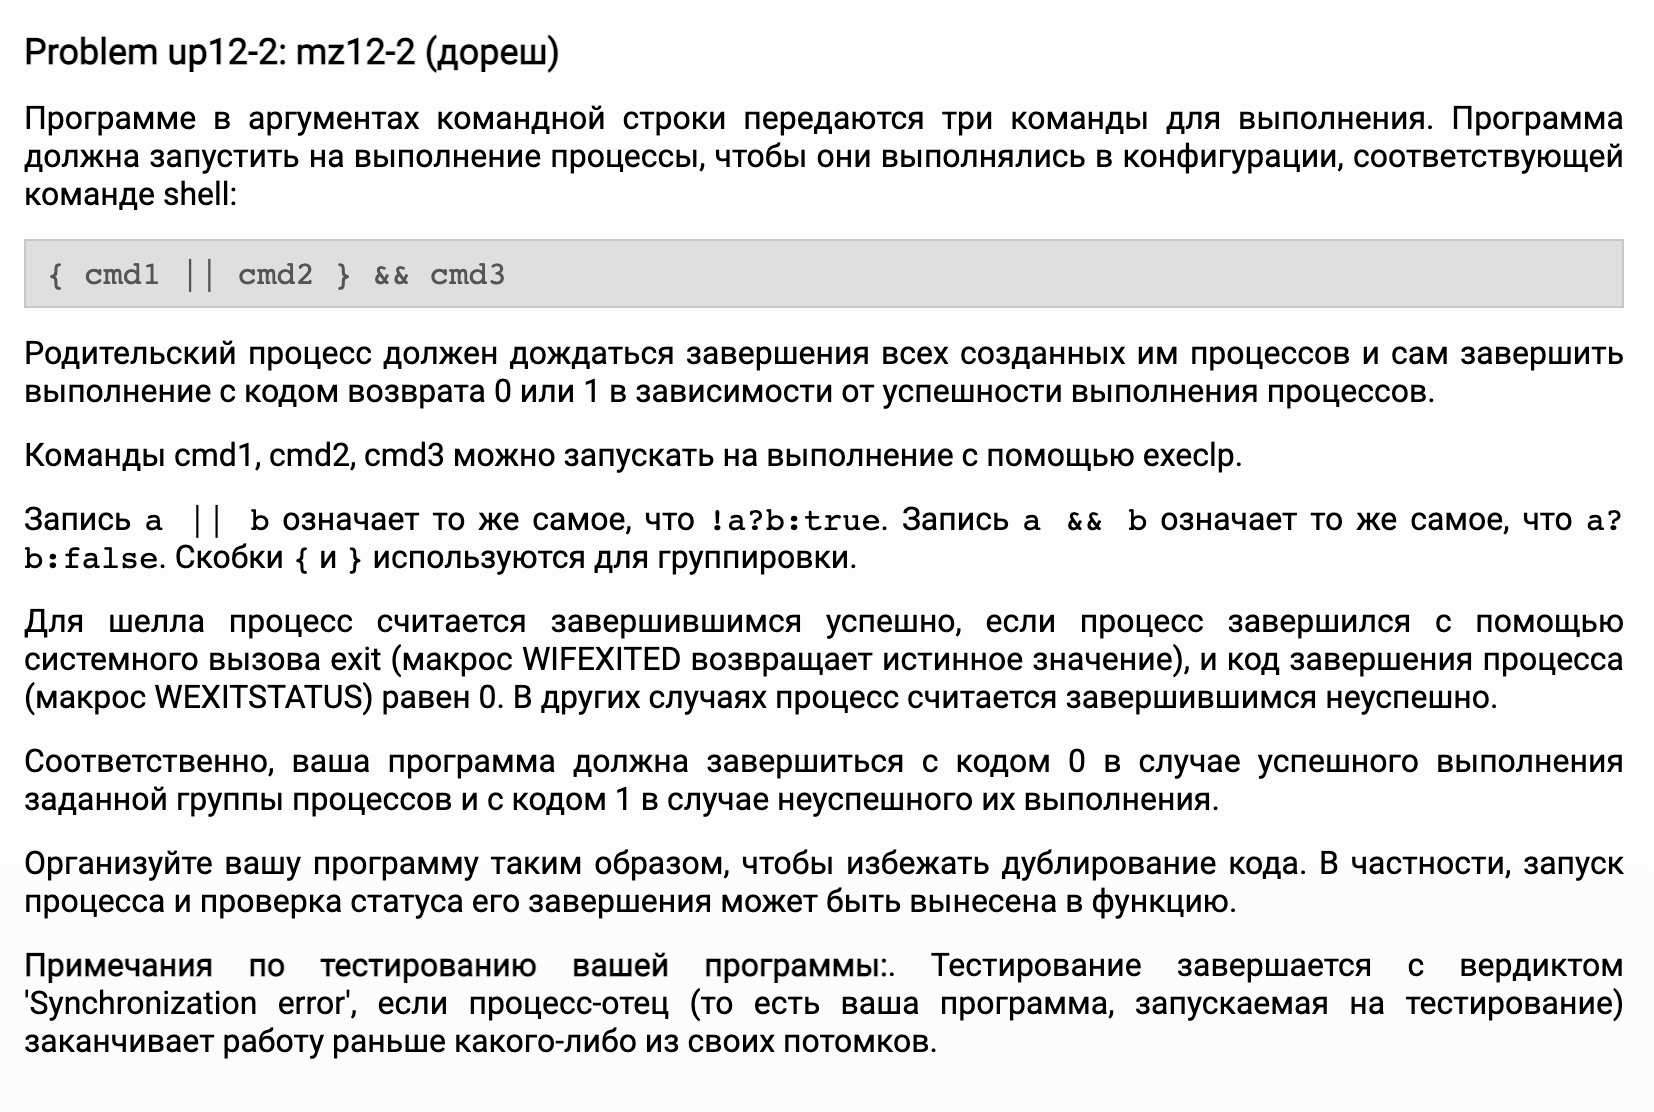 Problem up12-2: mz12-2 (дореш)
Программе в аргументах командной строки передаются три команды для выполнения. Программа
должна запустить на выполнение процессы, чтобы они выполнялись в конфигурации, соответствующей
команде shell:
{ cmd1 || cmd2 } && cmd3
Родительский процесс должен дождаться завершения всех созданных им процессов и сам завершить
выполнение с кодом возврата 0 или 1 в зависимости от успешности выполнения процессов.
Команды cmd1, cmd2, cmd3 можно запускать на выполнение с помощью execlp.
Запись a || b означает то же самое, что !a?b:true. Запись a && b означает то же самое, что a?
b:false. Скобки { и } используются для группировки.
Для шелла процесс считается завершившимся успешно, если процесс завершился с помощью
системного вызова exit (макрос WIFEXITED возвращает истинное значение), и код завершения процесса
(макрос WEXITSTATUS) равен 0. В других случаях процесс считается завершившимся неуспешно.
Соответственно, ваша программа должна завершиться с кодом 0 в случае успешного выполнения
заданной группы процессов и с кодом 1 в случае неуспешного их выполнения.
Организуйте вашу программу таким образом, чтобы избежать дублирование кода. В частности, запуск
процесса и проверка статуса его завершения может быть вынесена в функцию.
Примечания по тестированию вашей программы:. Тестирование завершается с вердиктом
'Synchronization error', если процесс-отец (то есть ваша программа, запускаемая на тестирование)
заканчивает работу раньше какого-либо из своих потомков.